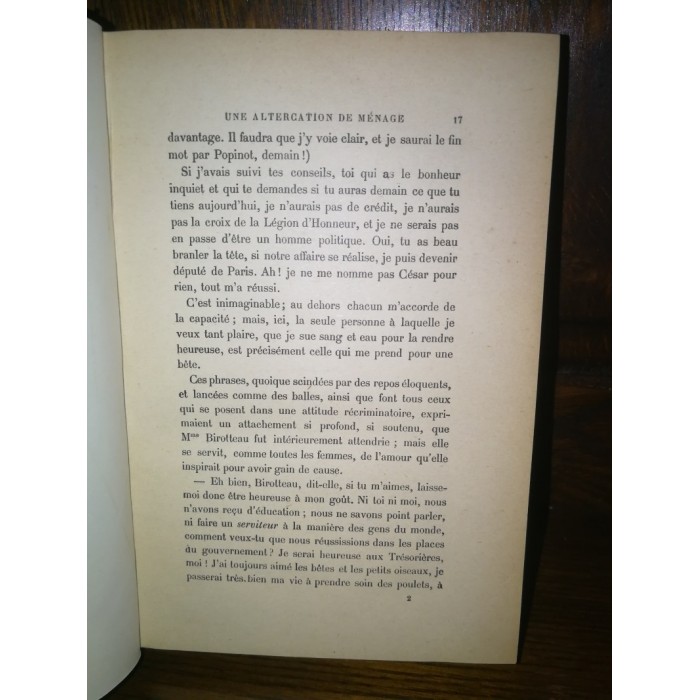 UNE ALTERCATION DE MÉNAGE 17
davantage. Il faudra que j'y voie clair, et je saurai le fin
mot par Popinot, demain !)
Si j'avais suivi tes conseils, toi qui as le bonheur
inquiet et qui te demandes si tu auras demain ce que tu
tiens aujourd'hui, je n'aurais pas de crédit, je n'aurais
pas la croix de la Légion d'Honneur, et je ne serais pas
en passe d'être un homme politique. Oui, tu as beau
branler la tête, si notre affaire se réalise, je puis devenir
député de Paris. Ah ! je ne me nomme pas César pour
rien, tout m'a réussi.
C'est inimaginable ; au dehors chacun m'accorde de
la capacité ; mais, ici, la seule personne à laquelle je
veux tant plaire, que je sue sang et eau pour la rendre
heureuse, est précisément celle qui me prend pour une
bête.
Ces phrases, quoique scindées par des repos éloquents,
et lancées comme des balles, ainsi que font tous ceux
qui se posent dans une attitude récriminatoire, expri-
maient un attachement si profond, si soutenu, que
Mme Birotteau fut intérieurement attendrie ; mais elle
se servit, comme toutes les femmes, de l'amour qu'elle
inspirait pour avoir gain de cause.
— Eh bien, Birotteau, dit-elle, si tu m'aimes, laisse-
moi donc être heureuse à mon goût. Ni toi ni moi, nous
n'avons reçu d'éducation ; nous ne savons point parler,
ni faire un serviteur à la manière des gens du monde,
comment veux-tu que nous réussissions dans les places
du gouvernement ? Je serai heureuse aux Trésorières,
moi ! J'ai toujours aimé les bêtes et les petits oiseaux, je
passerai très.bien ma vie à prendre soin des poulets, à
2